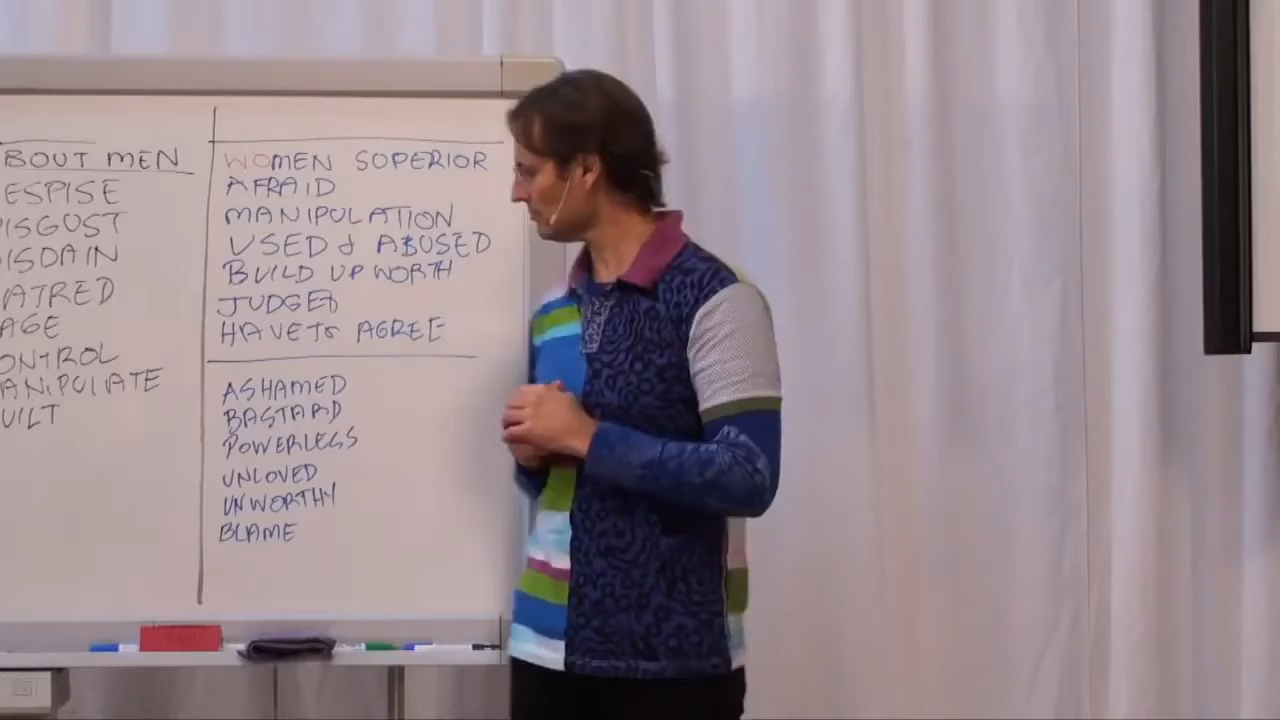 BOUT MEN
ESPISE
ISGUST
ISDAIN
ATRED
AGE
ONTROL
ANIPULATE
UILT
WOMEN SUPERIOR
AFRAID
MANIPULATION
USED & ABUSED
BUILD UP WORTH
JUDGED
HAVE TO AGREE
ASHAMED
BASTARD
POWERLESS
UNLOVED
UNWORTHY
BLAME